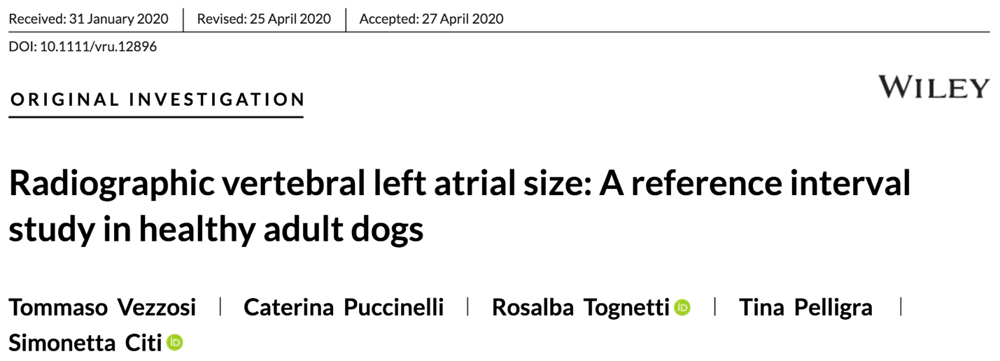 Received: 31 January 2020 | Revised: 25 April 2020 | Accepted: 27 April 2020
DOI: 10.1111/vru.12896
WILEY
ORIGINAL INVESTIGATION
Radiographic vertebral left atrial size: A reference interval
study in healthy adult dogs
Tommaso Vezzosi | Caterina Puccinelli | Rosalba Tognetti iD | Tina Pelligra |
Simonetta Citi iD